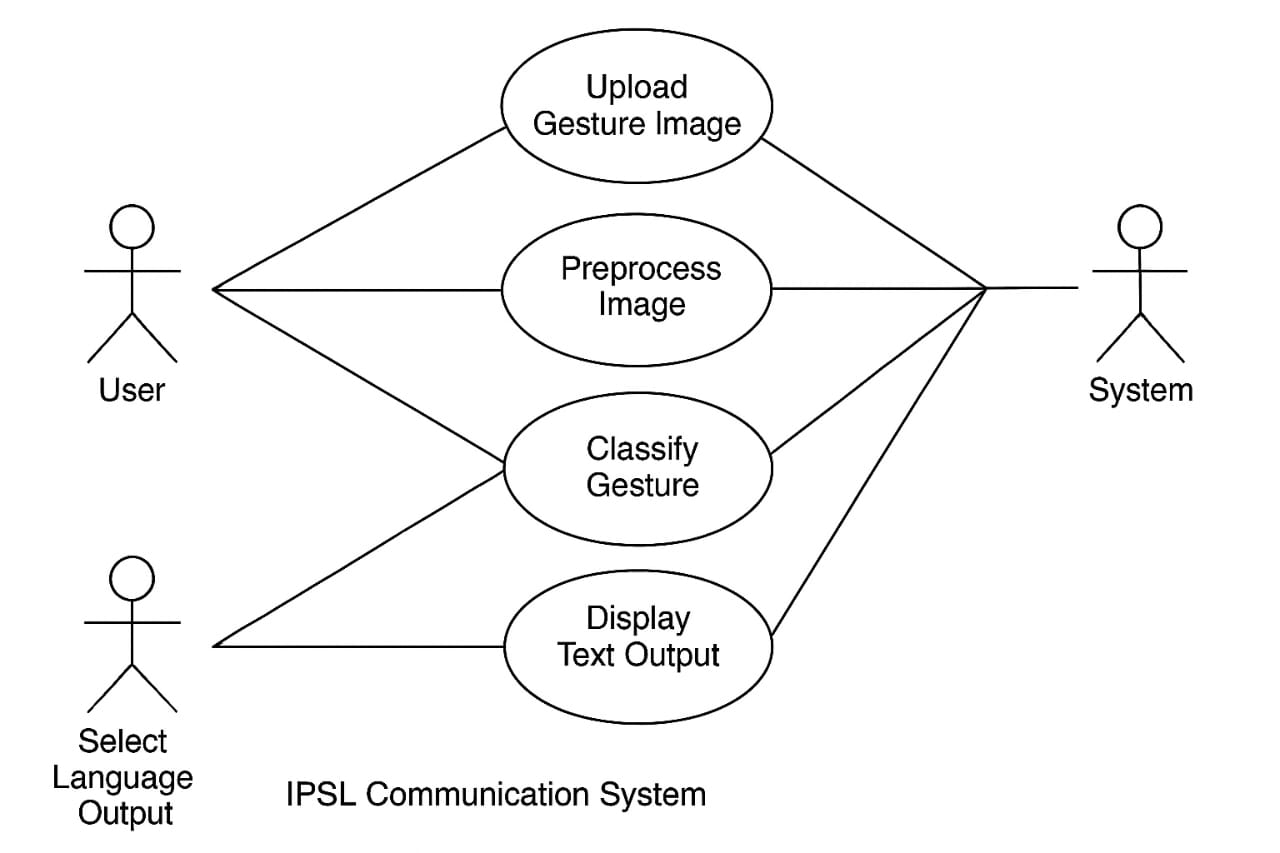 Upload
Gesture Image
Preprocess
Image
User
System
Classify
Gesture
Display
Text Output
Select
Language
Output
IPSL Communication System